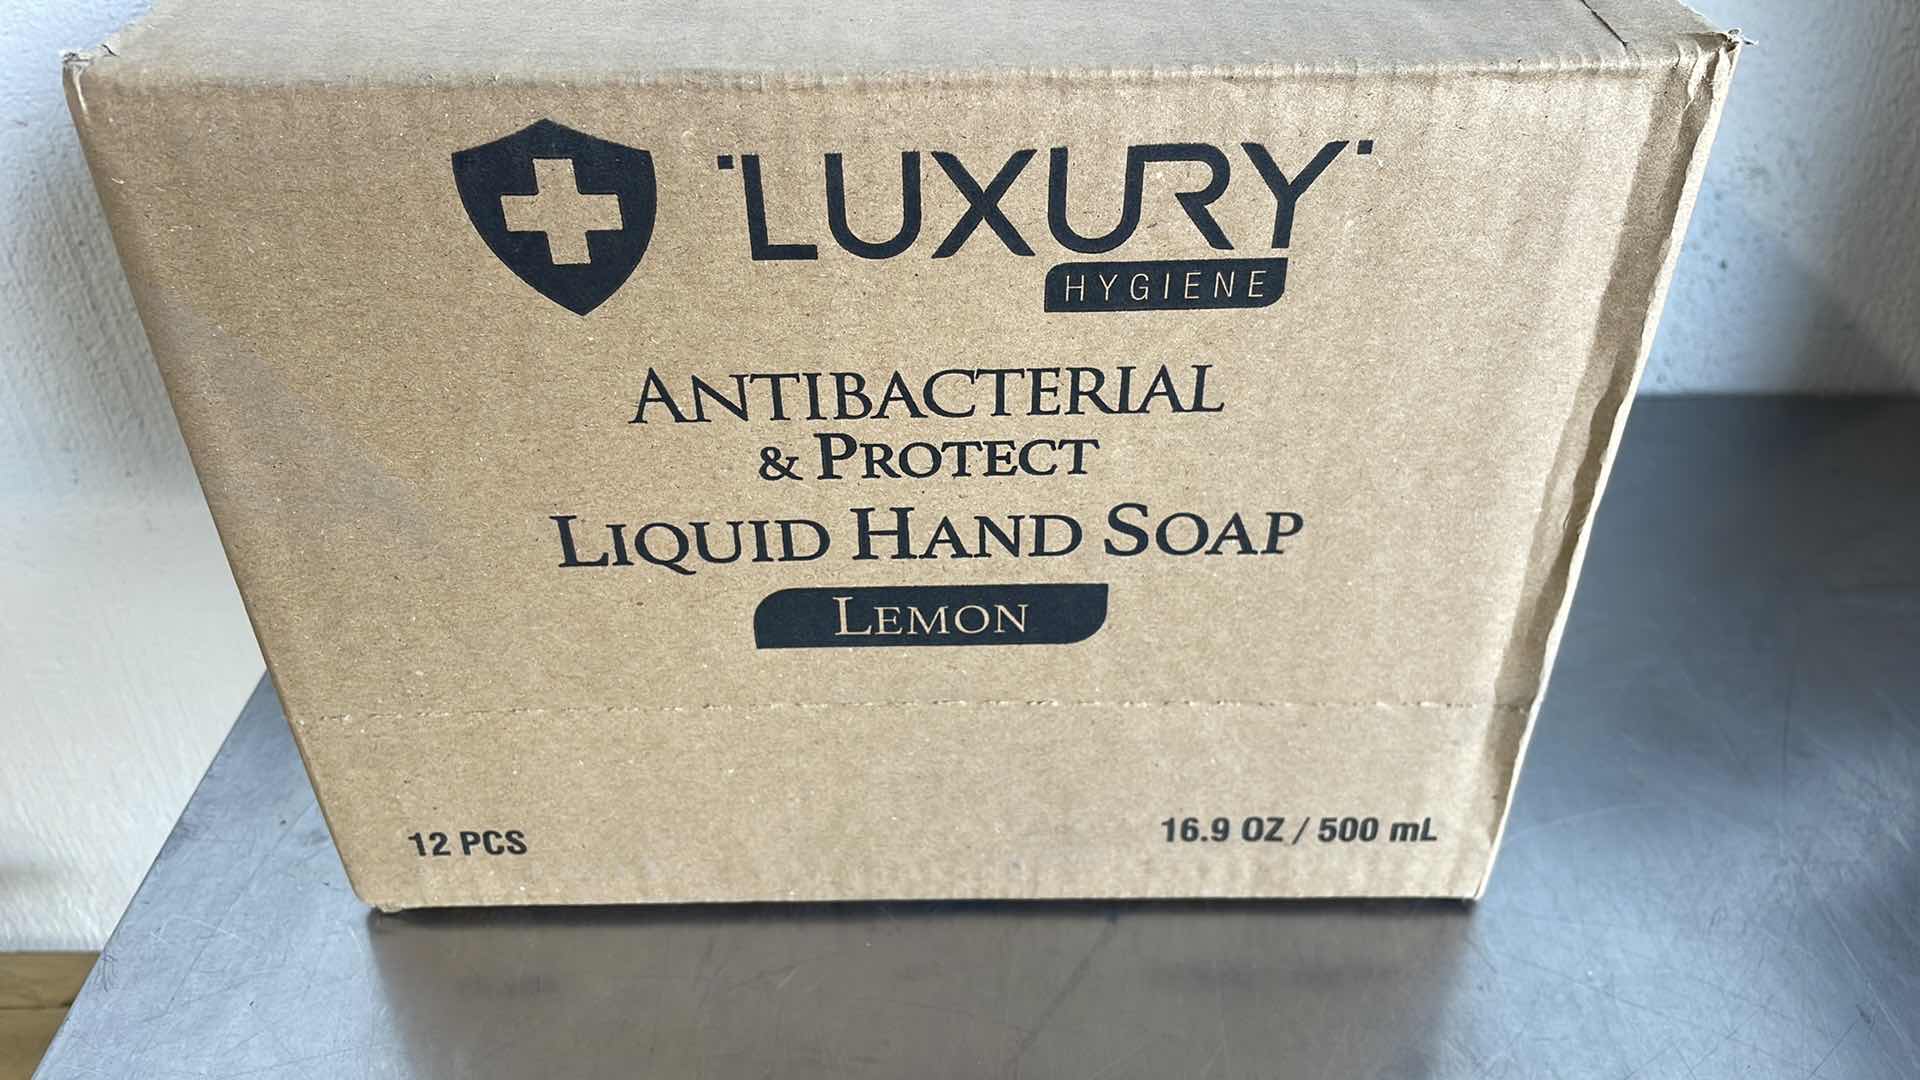 LUXURY
HYGIENE
ANTIBACTERIAL
& PROTECT
LIQUID HAND SOAP
LEMON
12 PCS
16.9 OZ / 500 mL